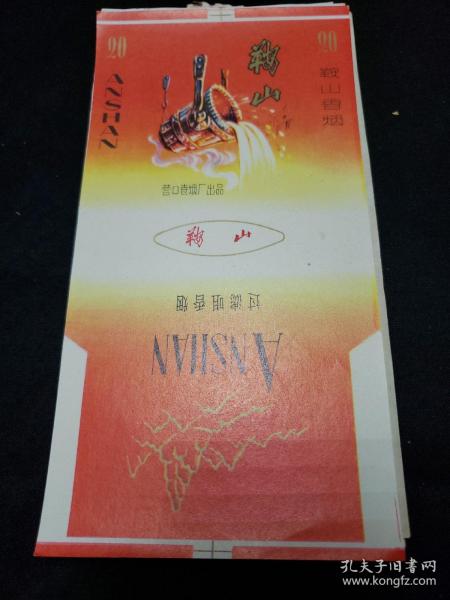 20
ANSHAN
鞍山
20
鞍山香烟
营口卷烟厂出品
鞍山
过滤咀香烟
ANSHAN
孔夫子旧书网
www.kongfz.com